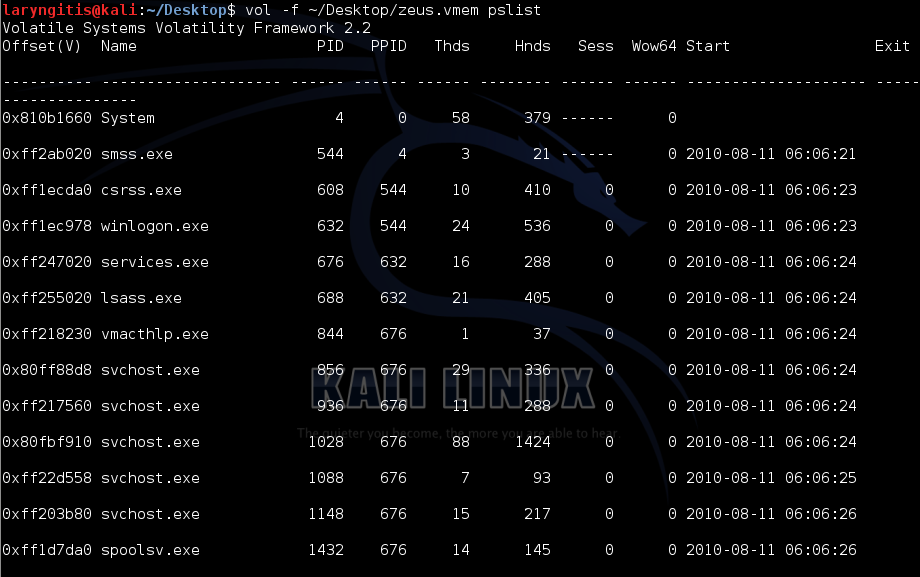 laryngitis@kali:~/Desktop$ vol -f ~/Desktop/zeus.vmem pslist
Volatile Systems Volatility Framework 2.2
Offset(V)  Name                    PID   PPID   Thds     Hnds   Sess  Wow64 Start                Exit
---------- -------------------- ------ ------ ------ -------- ------ ------ -------------------- -----
---------------
0x810b1660 System                    4      0     58      379 ------      0
0xff2ab020 smss.exe                544      4      3       21 ------      0 2010-08-11 06:06:21
0xff1ecda0 csrss.exe               608    544     10      410      0      0 2010-08-11 06:06:23
0xff1ec978 winlogon.exe            632    544     24      536      0      0 2010-08-11 06:06:23
0xff247020 services.exe            676    632     16      288      0      0 2010-08-11 06:06:24
0xff255020 lsass.exe               688    632     21      405      0      0 2010-08-11 06:06:24
0xff218230 vmacthlp.exe            844    676      1       37      0      0 2010-08-11 06:06:24
0x80ff88d8 svchost.exe             856    676     29      336      0      0 2010-08-11 06:06:24
KALI LINUX
0xff217560 svchost.exe             936    676     11      288      0      0 2010-08-11 06:06:24
The quieter you become, the more you are able to hear.
0x80fbf910 svchost.exe            1028    676     88     1424      0      0 2010-08-11 06:06:24
0xff22d558 svchost.exe            1088    676      7       93      0      0 2010-08-11 06:06:25
0xff203b80 svchost.exe            1148    676     15      217      0      0 2010-08-11 06:06:26
0xff1d7da0 spoolsv.exe            1432    676     14      145      0      0 2010-08-11 06:06:26